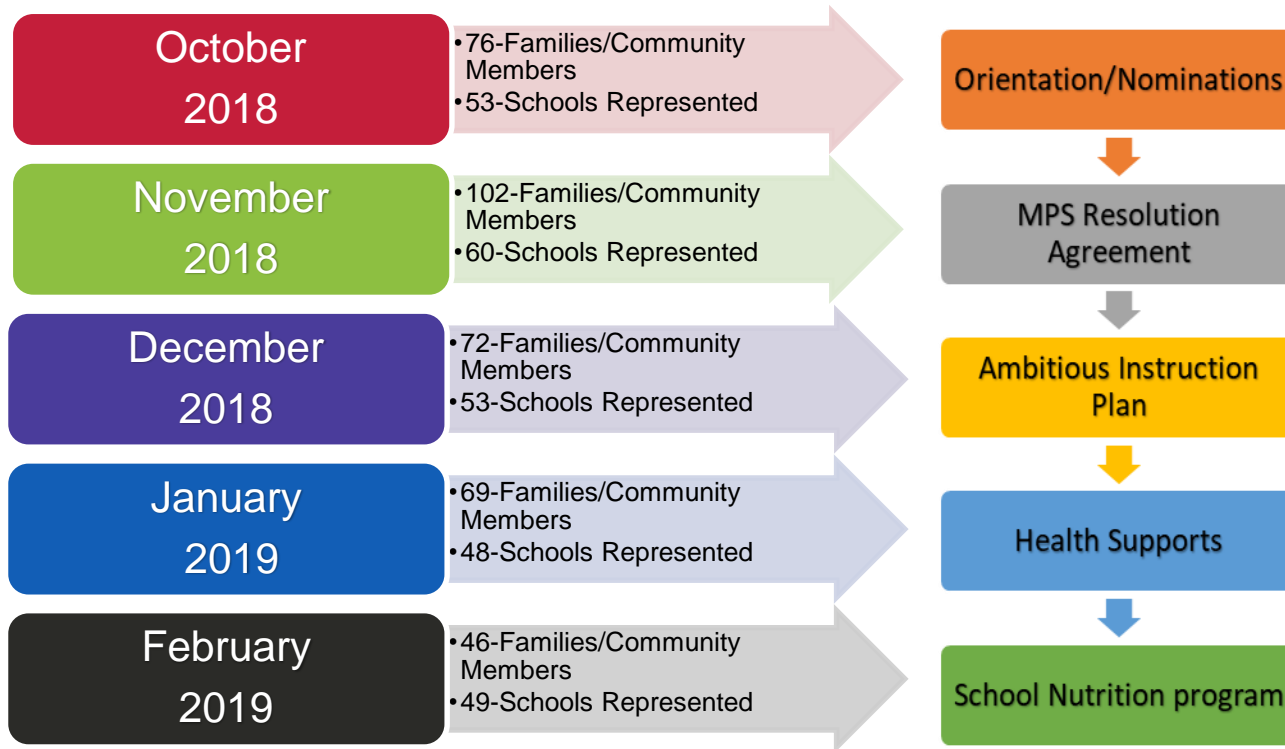 October
2018
•76-Families/Community
Members
•53-Schools Represented
Orientation/Nominations
November
2018
•102-Families/Community
Members
•60-Schools Represented
MPS Resolution
Agreement
December
2018
•72-Families/Community
Members
•53-Schools Represented
Ambitious Instruction
Plan
January
2019
•69-Families/Community
Members
•48-Schools Represented
Health Supports
February
2019
•46-Families/Community
Members
•49-Schools Represented
School Nutrition program